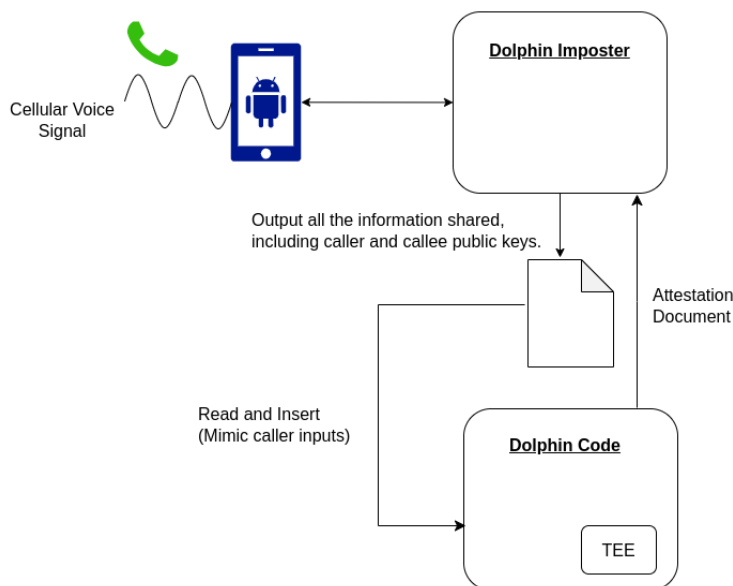 Dolphin Imposter
Cellular Voice
Signal
Output all the information shared,
including caller and callee public keys.
Attestation
Document
Read and Insert
(Mimic caller inputs)
Dolphin Code
TEE